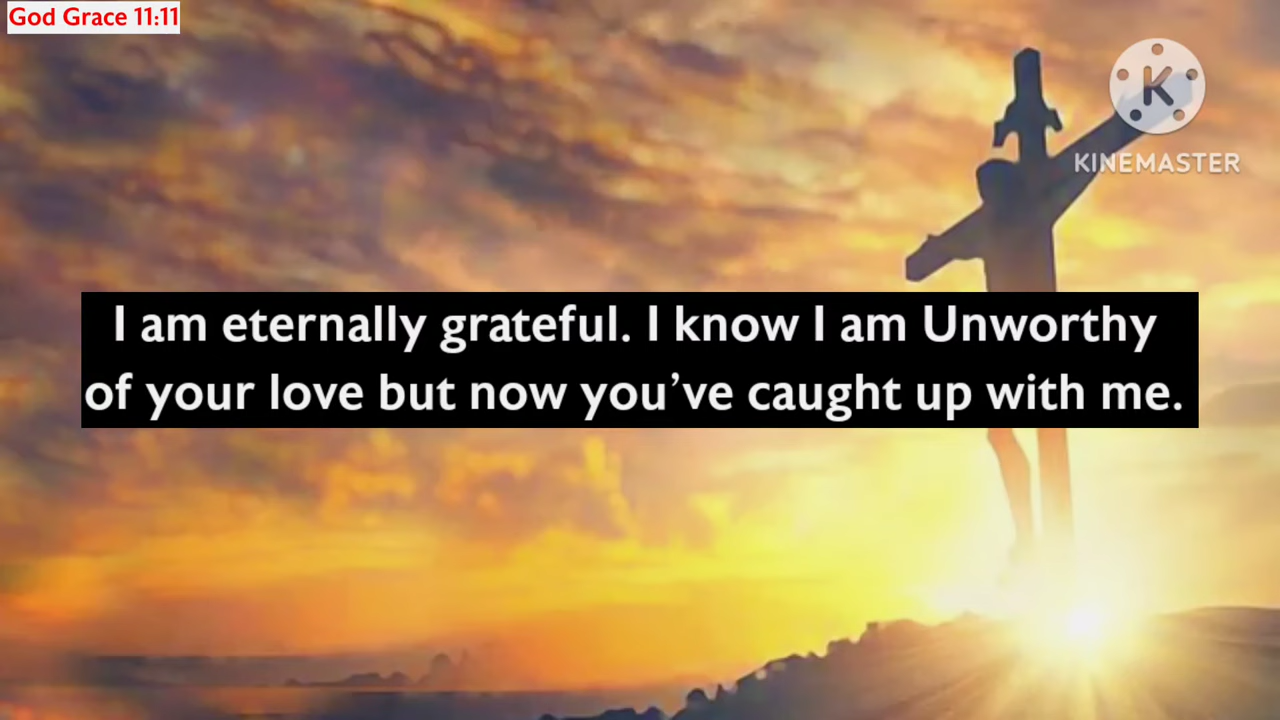 God Grace 11:11
K
KINEMASTER
I am eternally grateful. I know I am Unworthy
of your love but now you’ve caught up with me.